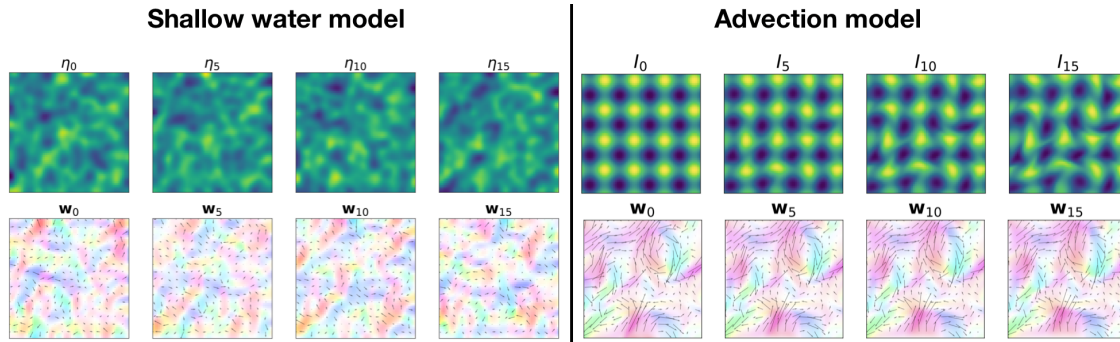 Shallow water model
η₀ η₅ η₁₀ η₁₅
w₀ w₅ w₁₀ w₁₅
Advection model
I₀ I₅ I₁₀ I₁₅
w₀ w₅ w₁₀ w₁₅